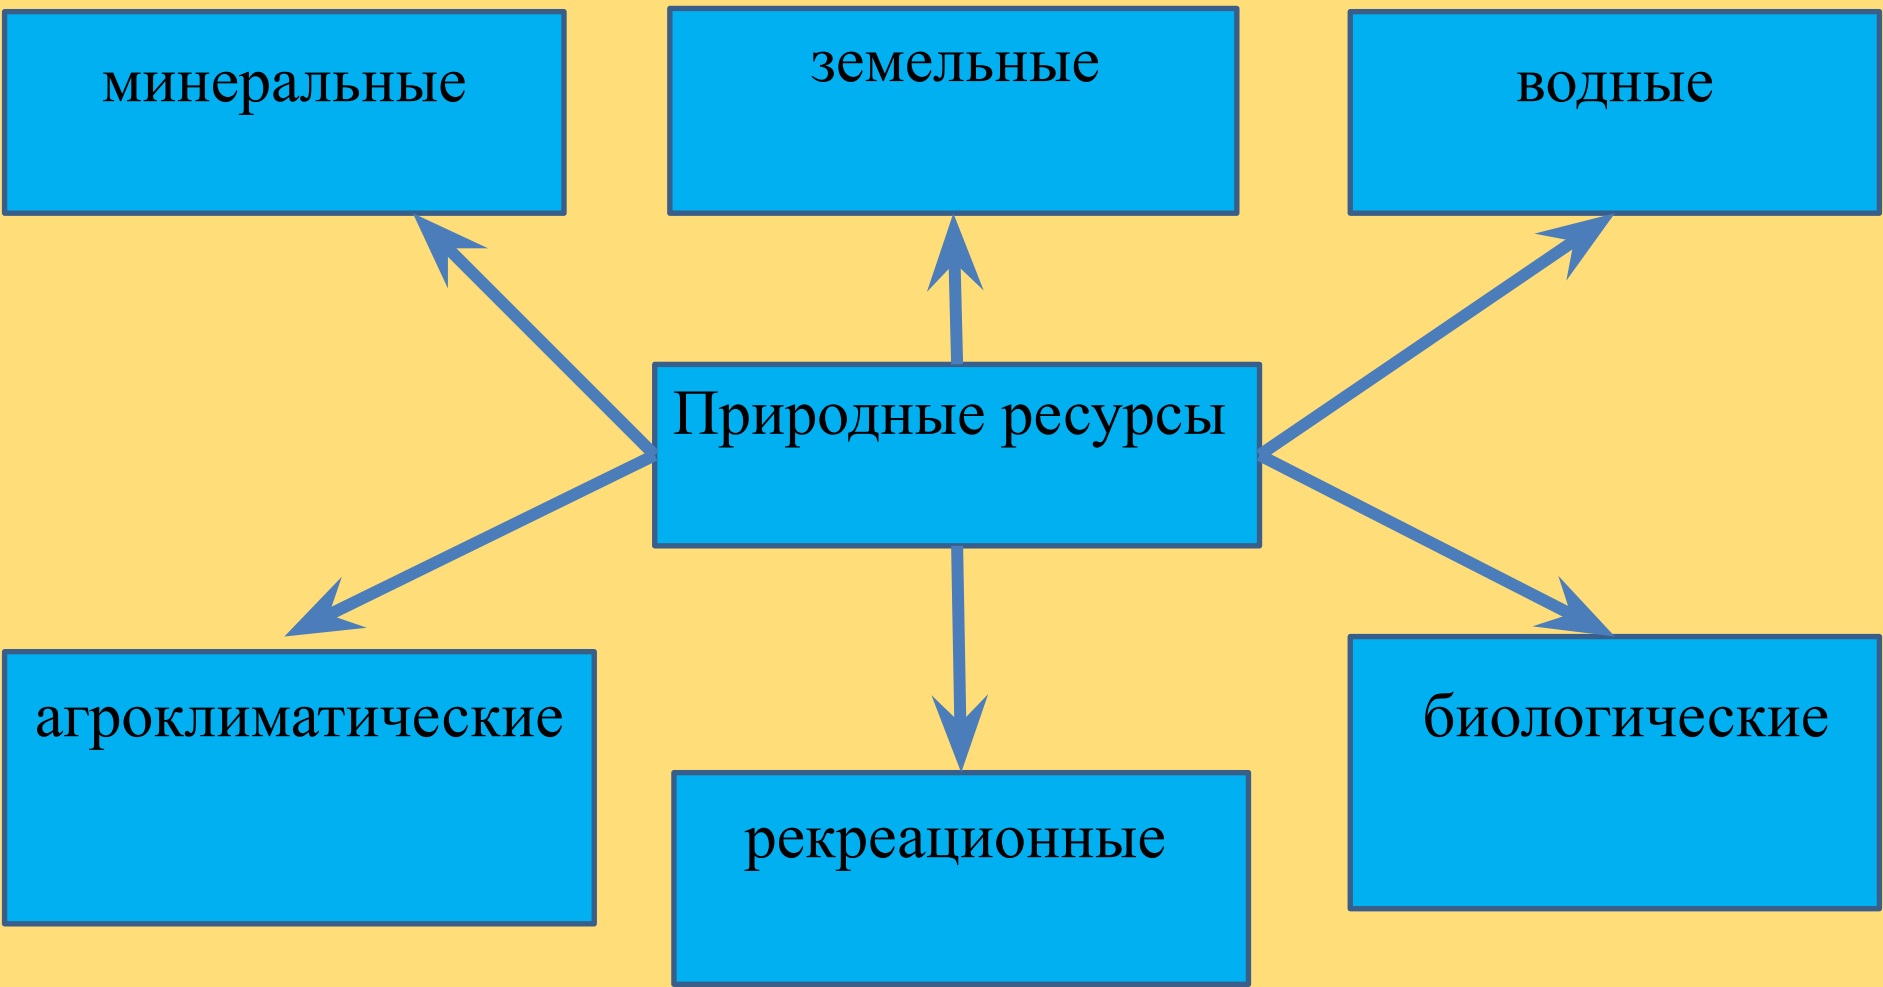 минеральные
земельные
водные
Природные ресурсы
агроклиматические
рекреационные
биологические